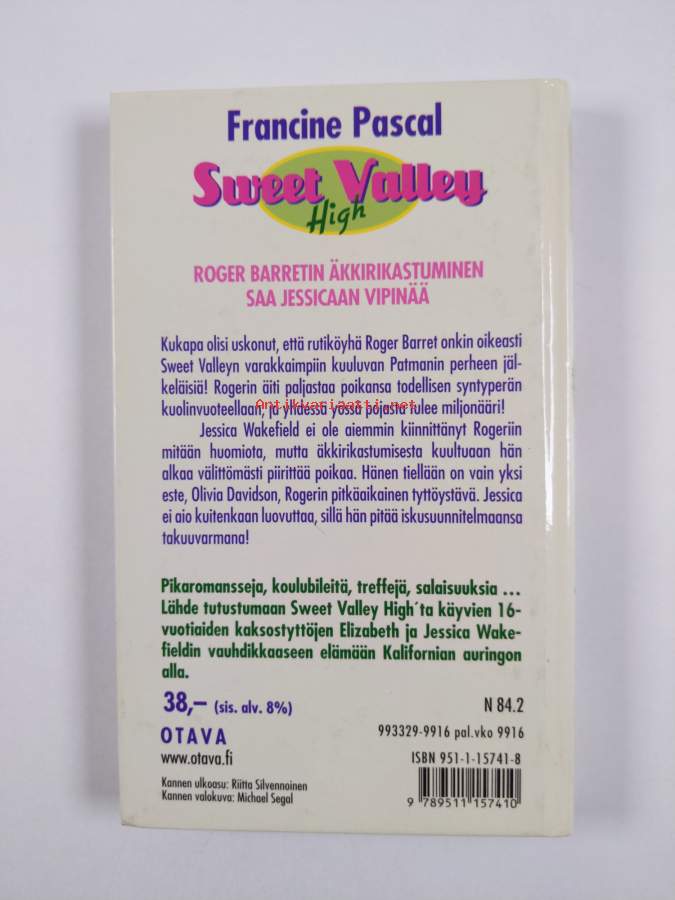 Francine Pascal
Sweet Valley
High
ROGER BARRETIN ÄKKIRIKASTUMINEN
SAA JESSICAAN VIPINÄÄ
Kukapa olisi uskonut, että rutiköyhä Roger Barret onkin oikeasti
Sweet Valleyn varakkaimpiin kuuluvan Patmanin perheen jäl-
keläisiä! Rogerin äiti paljastaa poikansa todellisen syntyperän
kuolinvuoteellaan, ja yhdessä yössä pojasta tulee miljonääri!
Antikvariaatti.net
Jessica Wakefield ei ole aiemmin kiinnittänyt Rogeriin
mitään huomiota, mutta äkkirikastumisesta kuultuaan hän
alkaa välittömästi piirittää poikaa. Hänen tiellään on vain yksi
este, Olivia Davidson, Rogerin pitkäaikainen tyttöystävä. Jessica
ei aio kuitenkaan luovuttaa, sillä hän pitää iskusuunnitelmaansa
takuuvarmana!
Pikaromansseja, koulubileitä, treffejä, salaisuuksia ...
Lähde tutustumaan Sweet Valley High´ta käyvien 16-
vuotiaiden kaksostyttöjen Elizabeth ja Jessica Wake-
fieldin vauhdikkaaseen elämään Kalifornian auringon
alla.
38,– (sis. alv. 8%)
N 84.2
OTAVA
993329-9916 pal.vko 9916
www.otava.fi
ISBN 951-1-15741-8
Kannen ulkoasu: Riitta Silvennoinen
Kannen valokuva: Michael Segal
9 789511 157410